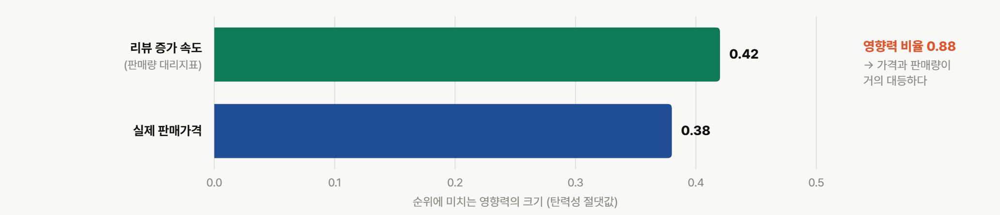 리뷰 증가 속도
(판매량 대리지표)
0.42
영향력 비율 0.88
→ 가격과 판매량이
거의 대등하다
실제 판매가격
0.38
0.0 0.1 0.2 0.3 0.4 0.5
순위에 미치는 영향력의 크기 (탄력성 절댓값)